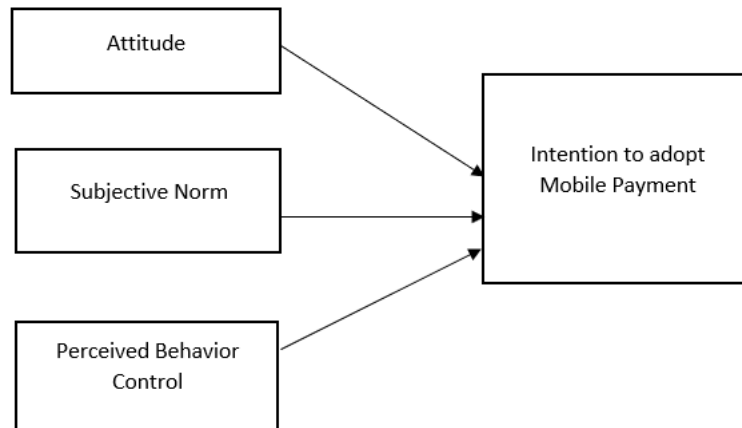 Attitude
Subjective Norm
Perceived Behavior
Control
Intention to adopt
Mobile Payment